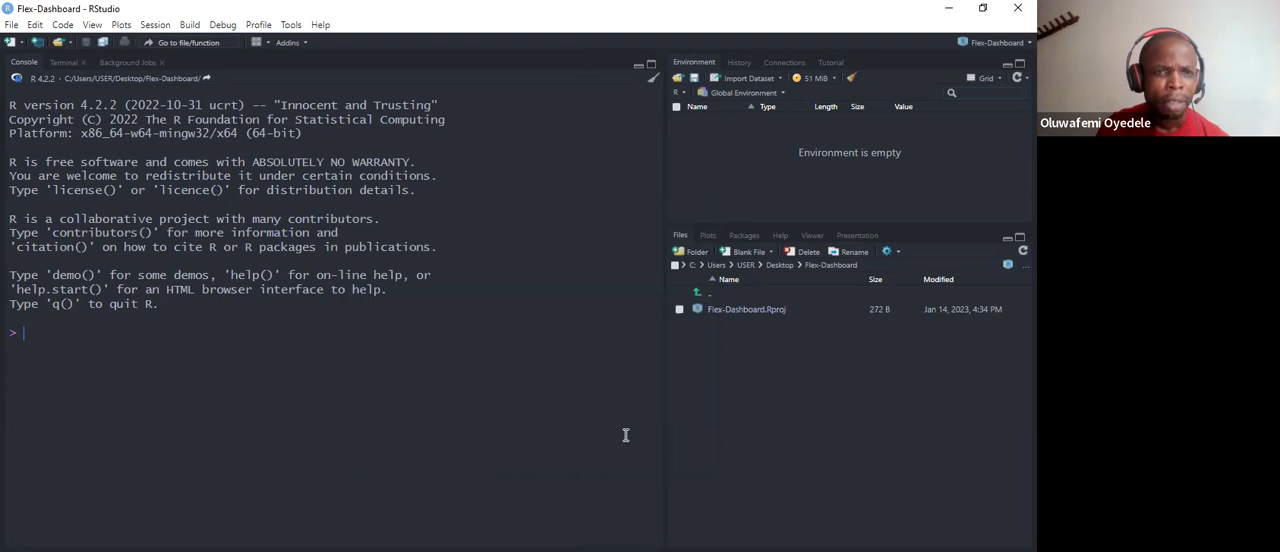 Flex-Dashboard - RStudio
File Edit Code View Plots Session Build Debug Profile Tools Help
Go to file/function Addins Flex-Dashboard
Console Terminal Background Jobs
R 4.2.2 · C:/Users/USER/Desktop/Flex-Dashboard/
R version 4.2.2 (2022-10-31 ucrt) -- "Innocent and Trusting"
Copyright (C) 2022 The R Foundation for Statistical Computing
Platform: x86_64-w64-mingw32/x64 (64-bit)
R is free software and comes with ABSOLUTELY NO WARRANTY.
You are welcome to redistribute it under certain conditions.
Type 'license()' or 'licence()' for distribution details.
R is a collaborative project with many contributors.
Type 'contributors()' for more information and
'citation()' on how to cite R or R packages in publications.
Type 'demo()' for some demos, 'help()' for on-line help, or
'help.start()' for an HTML browser interface to help.
Type 'q()' to quit R.
>
Environment History Connections Tutorial
Import Dataset 51 MiB Grid
R Global Environment
Name Type Length Size Value
Environment is empty
Files Plots Packages Help Viewer Presentation
Folder Blank File Delete Rename
C: Users USER Desktop Flex-Dashboard ...
Name Size Modified
..
Flex-Dashboard.Rproj 272 B Jan 14, 2023, 4:34 PM
Oluwafemi Oyedele